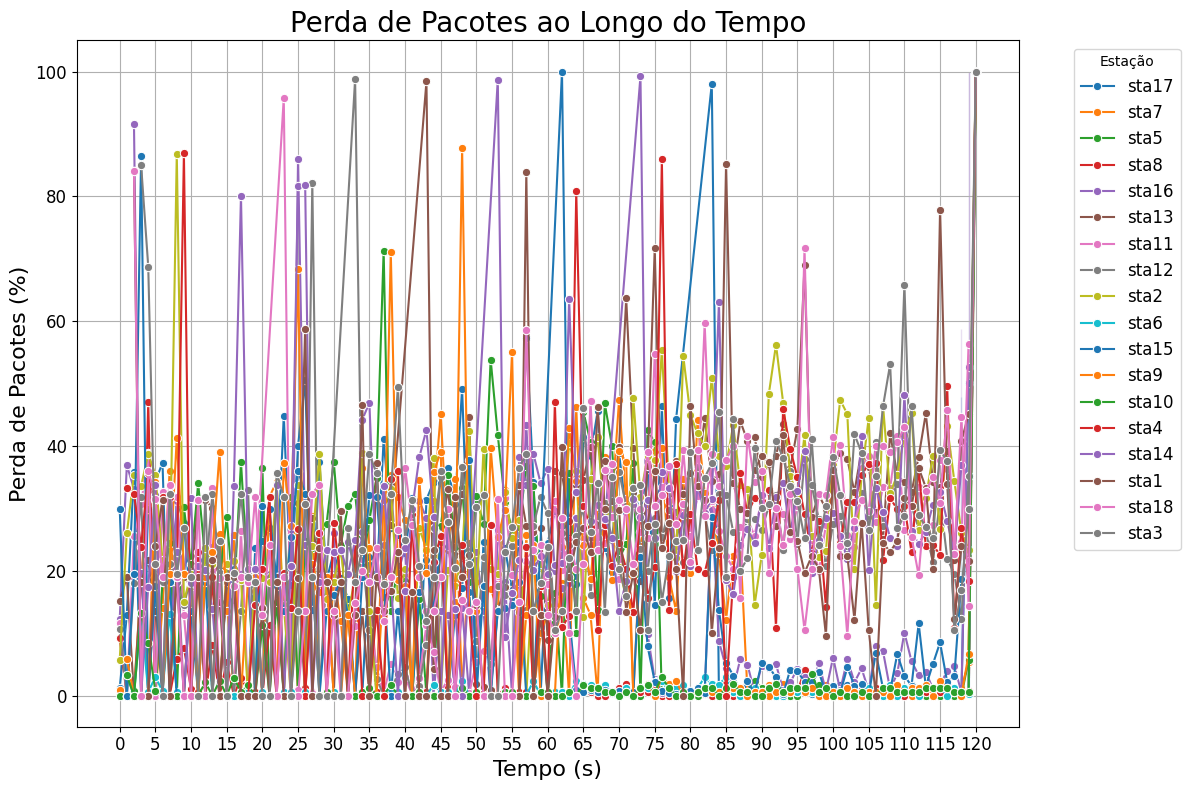 Perda de Pacotes ao Longo do Tempo
Perda de Pacotes (%)
100
80
60
40
20
0
0 5 10 15 20 25 30 35 40 45 50 55 60 65 70 75 80 85 90 95 100 105 110 115 120
Tempo (s)
Estação
sta17
sta7
sta5
sta8
sta16
sta13
sta11
sta12
sta2
sta6
sta15
sta9
sta10
sta4
sta14
sta1
sta18
sta3